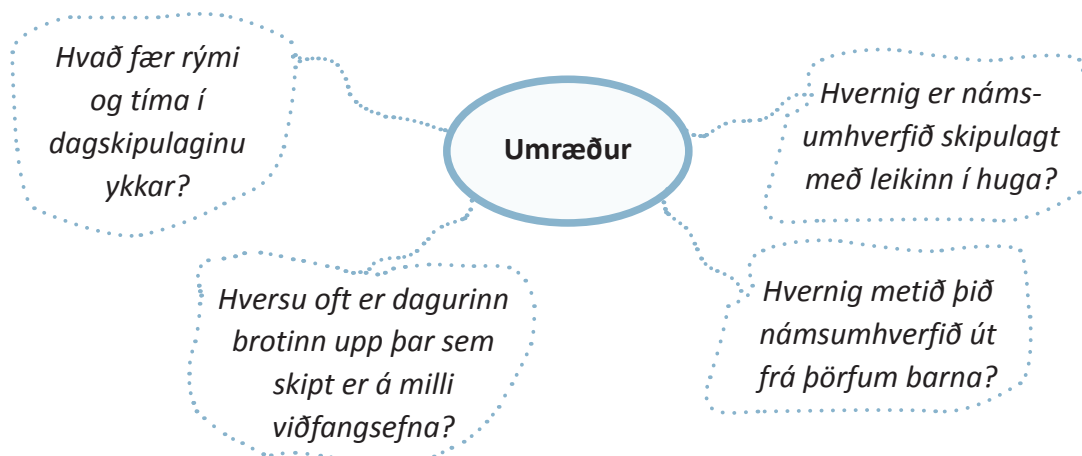 Hvað fær rými
og tíma í
dagskipulaginu
ykkar?
Umræður
Hvernig er náms-
umhverfið skipulagt
með leikinn í huga?
Hversu oft er dagurinn
brotinn upp þar sem
skipt er á milli
viðfangsefna?
Hvernig metið þið
námsumhverfið út
frá þörfum barna?